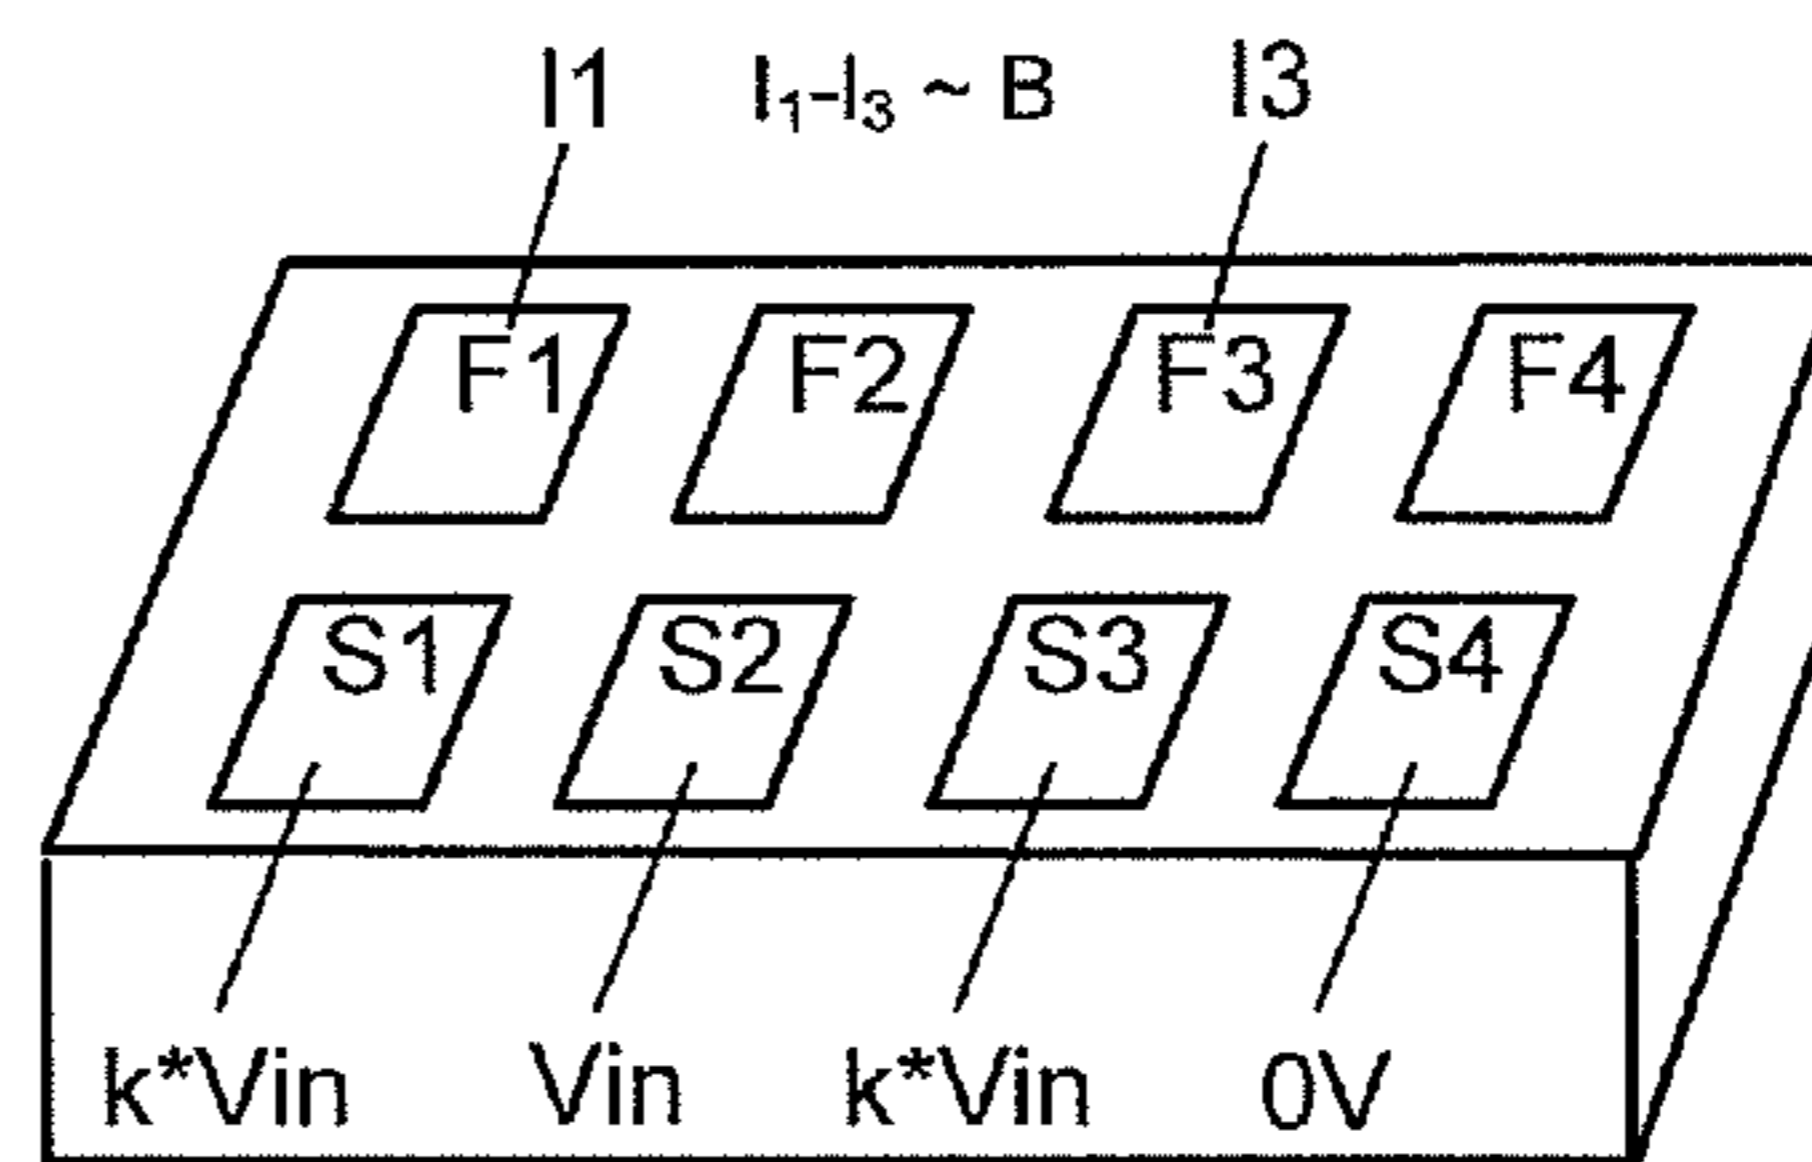 I1 I₁-I₃ ~ B I3
F1 F2 F3 F4
S1 S2 S3 S4
k*Vin Vin k*Vin 0V